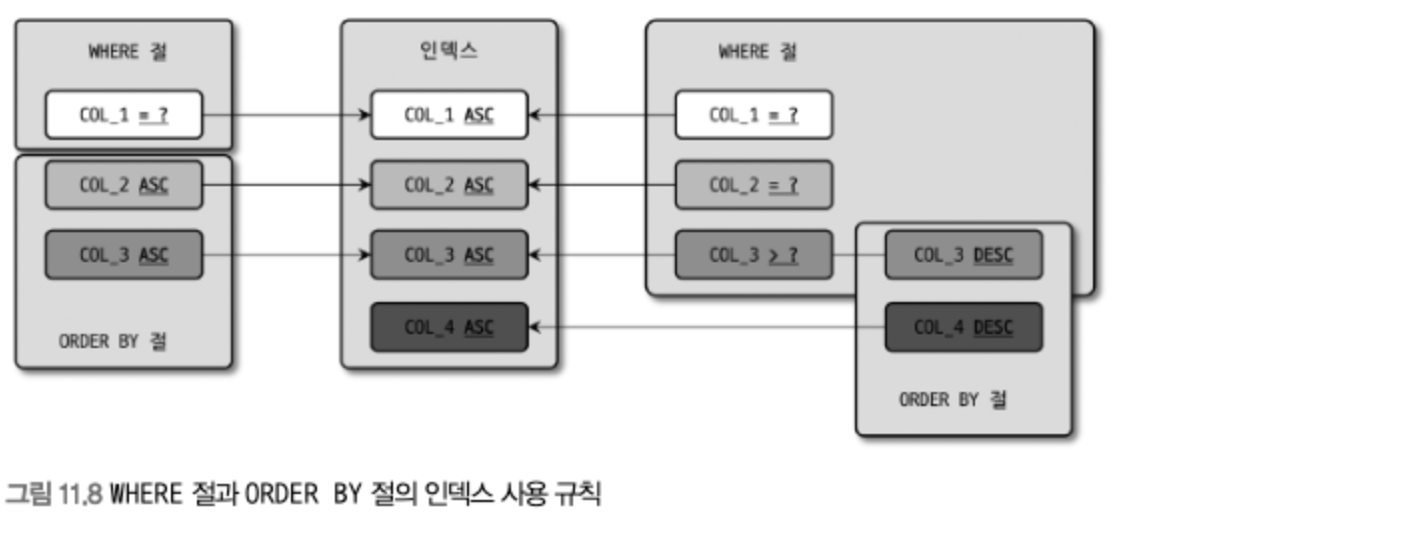 WHERE 절
COL_1 = ?
COL_2 ASC
COL_3 ASC
ORDER BY 절
인덱스
COL_1 ASC
COL_2 ASC
COL_3 ASC
COL_4 ASC
WHERE 절
COL_1 = ?
COL_2 = ?
COL_3 > ?
COL_3 DESC
COL_4 DESC
ORDER BY 절
그림 11.8 WHERE 절과 ORDER BY 절의 인덱스 사용 규칙